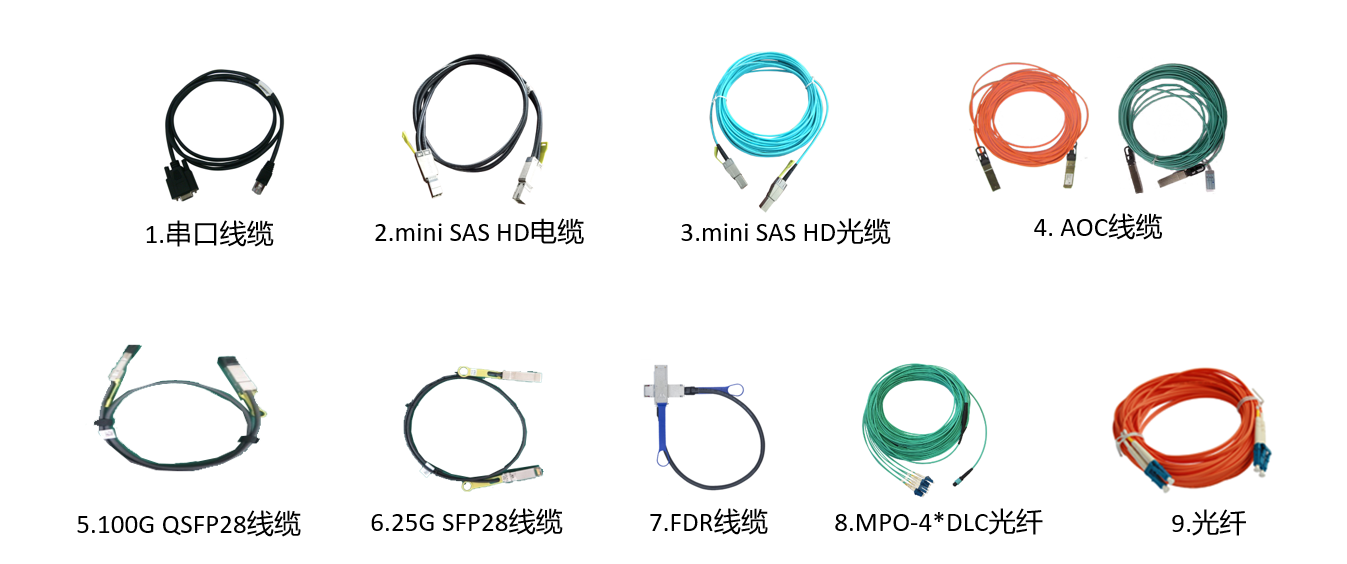 1.串口线缆
2.mini SAS HD电缆
3.mini SAS HD光缆
4. AOC线缆
5.100G QSFP28线缆
6.25G SFP28线缆
7.FDR线缆
8.MPO-4*DLC光纤
9.光纤